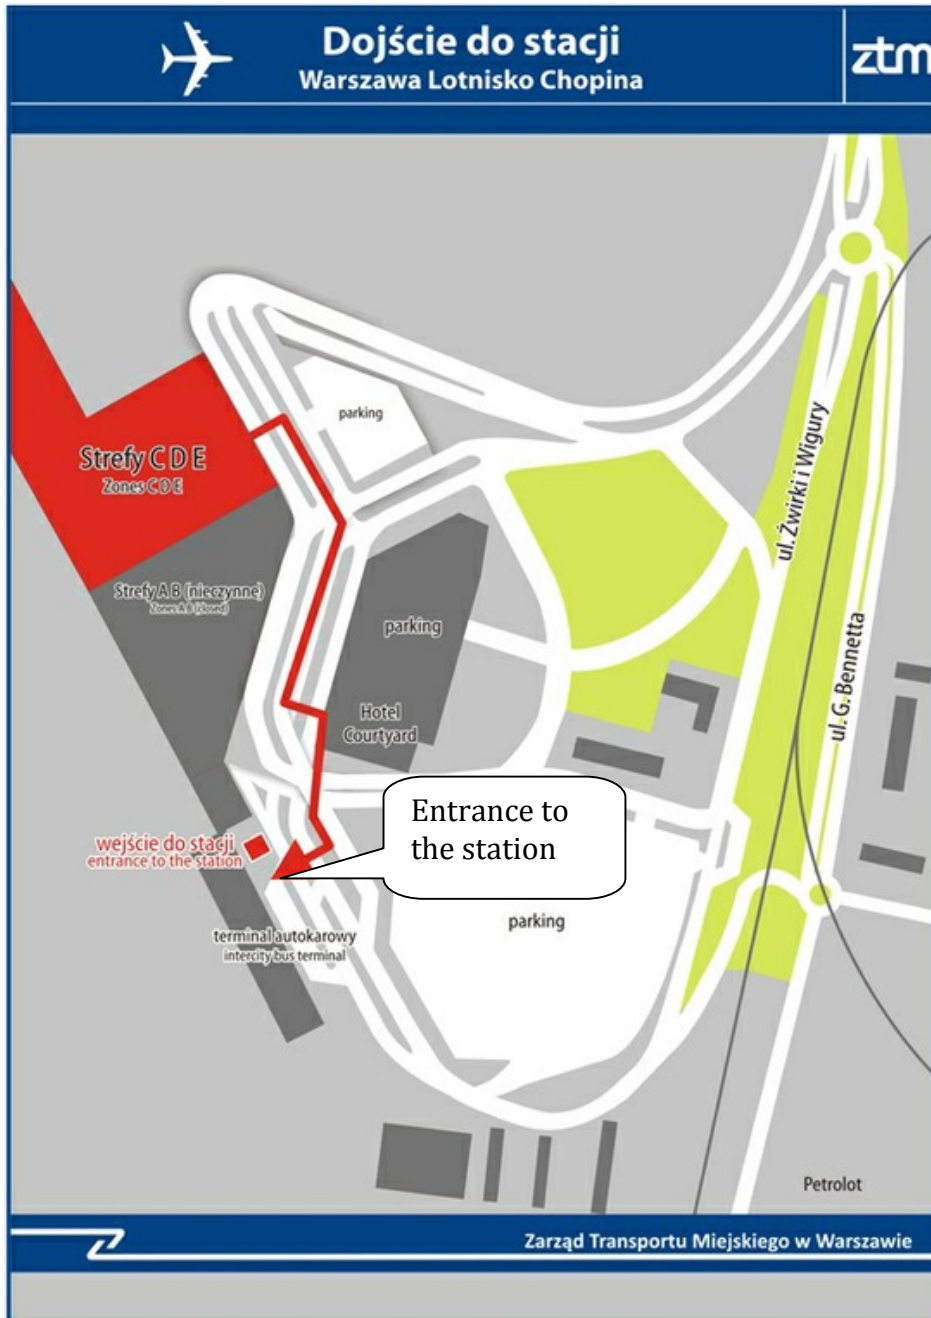 Dojście do stacji
Warszawa Lotnisko Chopina
ztm
parking
Strefy C D E
Zones C D E
ul. Żwirki i Wigury
Strefy A B (nieczynne)
Zones A B (closed)
parking
ul. G. Bennetta
Hotel
Courtyard
Entrance to
the station
wejście do stacji
entrance to the station
parking
terminal autokarowy
intercity bus terminal
Petrolot
Zarząd Transportu Miejskiego w Warszawie